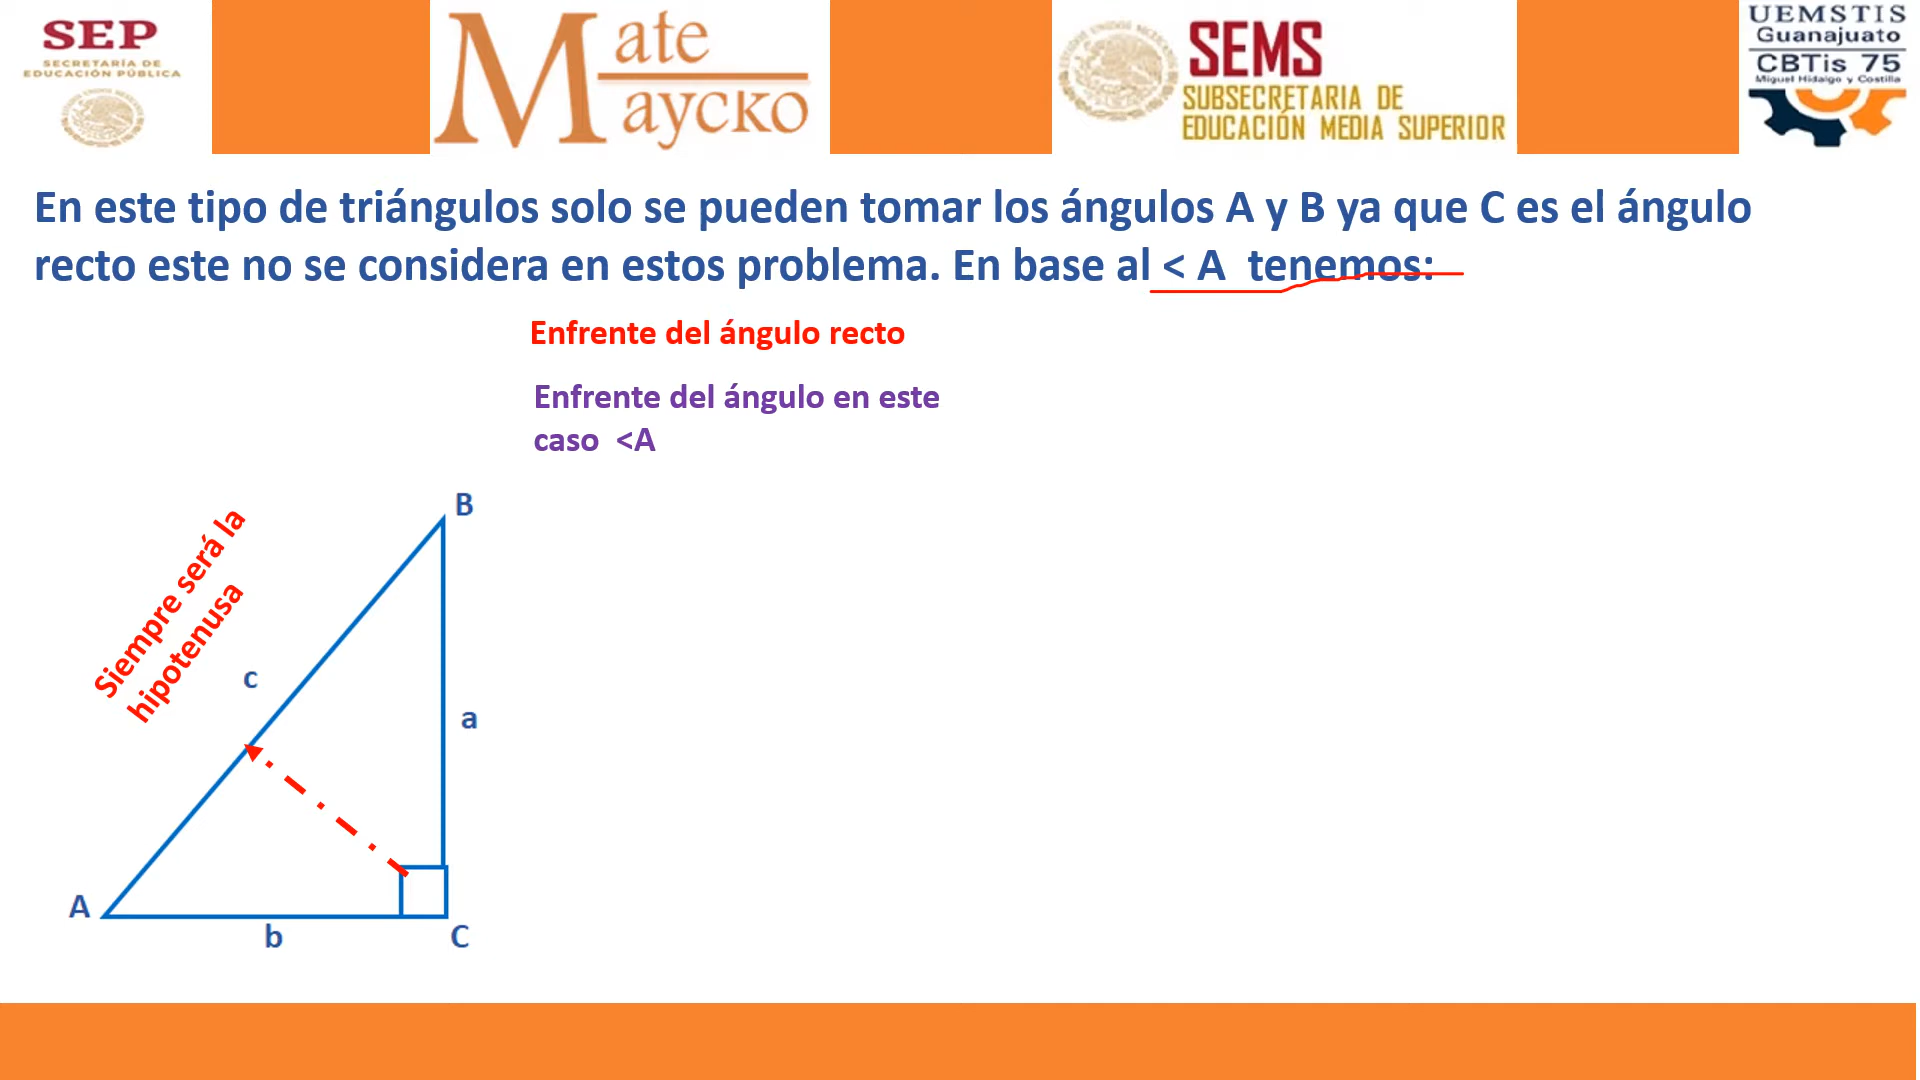 SEP
SECRETARÍA DE
EDUCACIÓN PÚBLICA
Mate
Maycko
SEMS
SUBSECRETARIA DE
EDUCACIÓN MEDIA SUPERIOR
UEMSTIS
Guanajuato
CBTis 75
Miguel Hidalgo y Costilla
En este tipo de triángulos solo se pueden tomar los ángulos A y B ya que C es el ángulo
recto este no se considera en estos problema. En base al < A tenemos:
Enfrente del ángulo recto
Enfrente del ángulo en este
caso <A
Siempre será la
hipotenusa
B
c
a
A
b
C